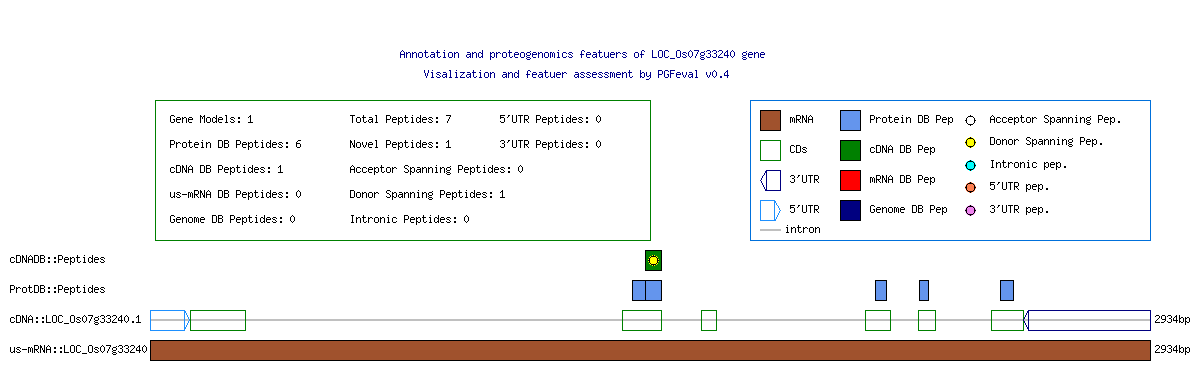 Annotation and proteogenomics featuers of LOC_Os07g33240 gene
Visalization and featuer assessment by PGFeval v0.4
Gene Models: 1
Total Peptides: 7
5'UTR Peptides: 0
Protein DB Peptides: 6
Novel Peptides: 1
3'UTR Peptides: 0
cDNA DB Peptides: 1
Acceptor Spanning Peptides: 0
us-mRNA DB Peptides: 0
Donor Spanning Peptides: 1
Genome DB Peptides: 0
Intronic Peptides: 0
mRNA
Protein DB Pep
Acceptor Spanning Pep.
CDs
cDNA DB Pep
Donor Spanning Pep.
Intronic pep.
3'UTR
mRNA DB Pep
5'UTR pep.
5'UTR
Genome DB Pep
3'UTR pep.
intron
cDNADB::Peptides
ProtDB::Peptides
cDNA::LOC_Os07g33240.1
2934bp
us-mRNA::LOC_Os07g33240
2934bp